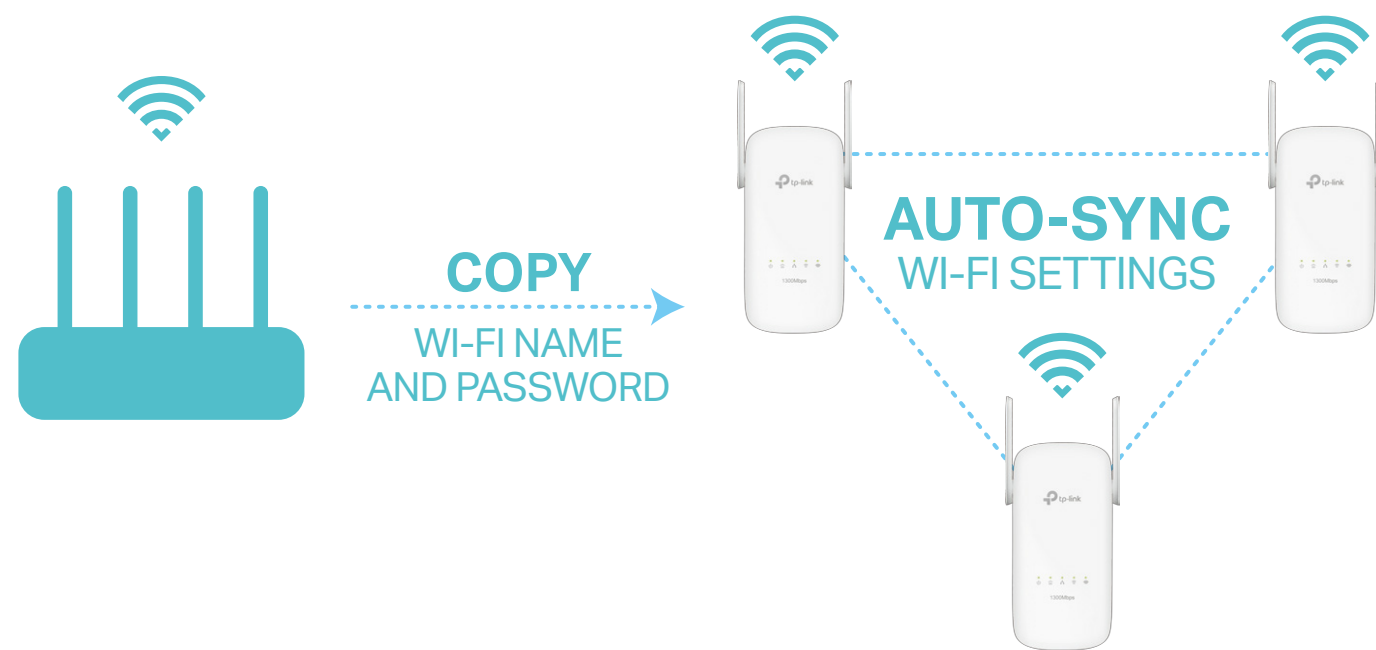 COPY
WI-FI NAME
AND PASSWORD
tp-link
1300Mbps
AUTO-SYNC
WI-FI SETTINGS
tp-link
1300Mbps
tp-link
1300Mbps